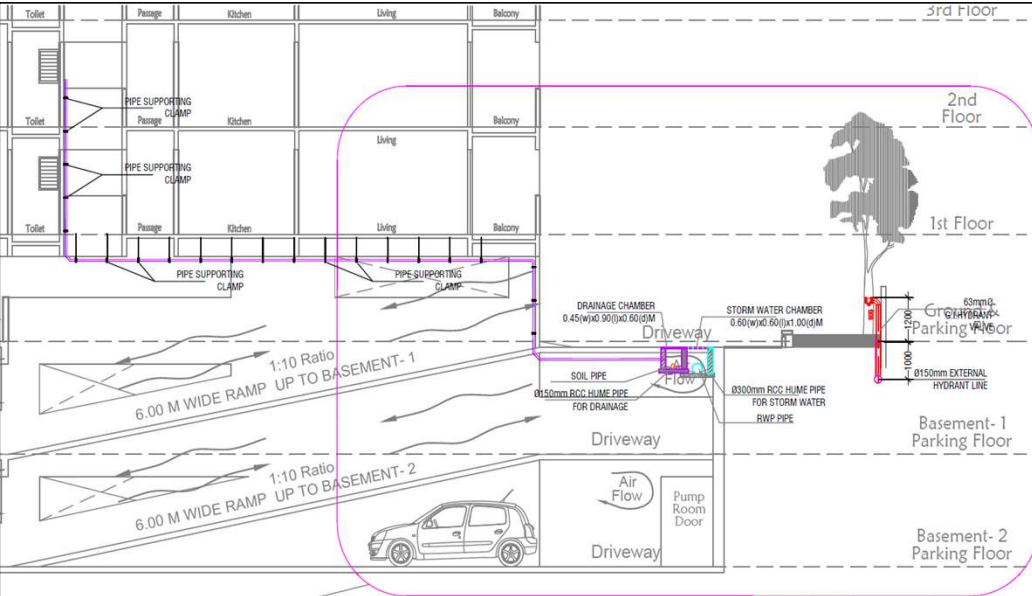 Toilet
Passage
Kitchen
Living
Balcony
3rd Floor
PIPE SUPPORTING
CLAMP
2nd
Floor
Toilet
Passage
Kitchen
Living
PIPE SUPPORTING
CLAMP
Toilet
Passage
Kitchen
Living
Balcony
1st Floor
PIPE SUPPORTING
CLAMP
PIPE SUPPORTING
CLAMP
DRAINAGE CHAMBER
0.45(w)x0.90(l)x0.60(d)M
STORM WATER CHAMBER
0.60(w)x0.60(l)x1.00(d)M
Driveway
63mmØ
G.I.HYDRANT
VALVE
Ground &
Parking Floor
1200
1000
1:10 Ratio
6.00 M WIDE RAMP UP TO BASEMENT- 1
SOIL PIPE
Ø150mm RCC HUME PIPE
FOR DRAINAGE
Flow
Ø300mm RCC HUME PIPE
FOR STORM WATER
RWP PIPE
Ø150mm EXTERNAL
HYDRANT LINE
Driveway
Basement- 1
Parking Floor
1:10 Ratio
6.00 M WIDE RAMP UP TO BASEMENT- 2
Air
Flow
Pump
Room
Door
Driveway
Basement- 2
Parking Floor